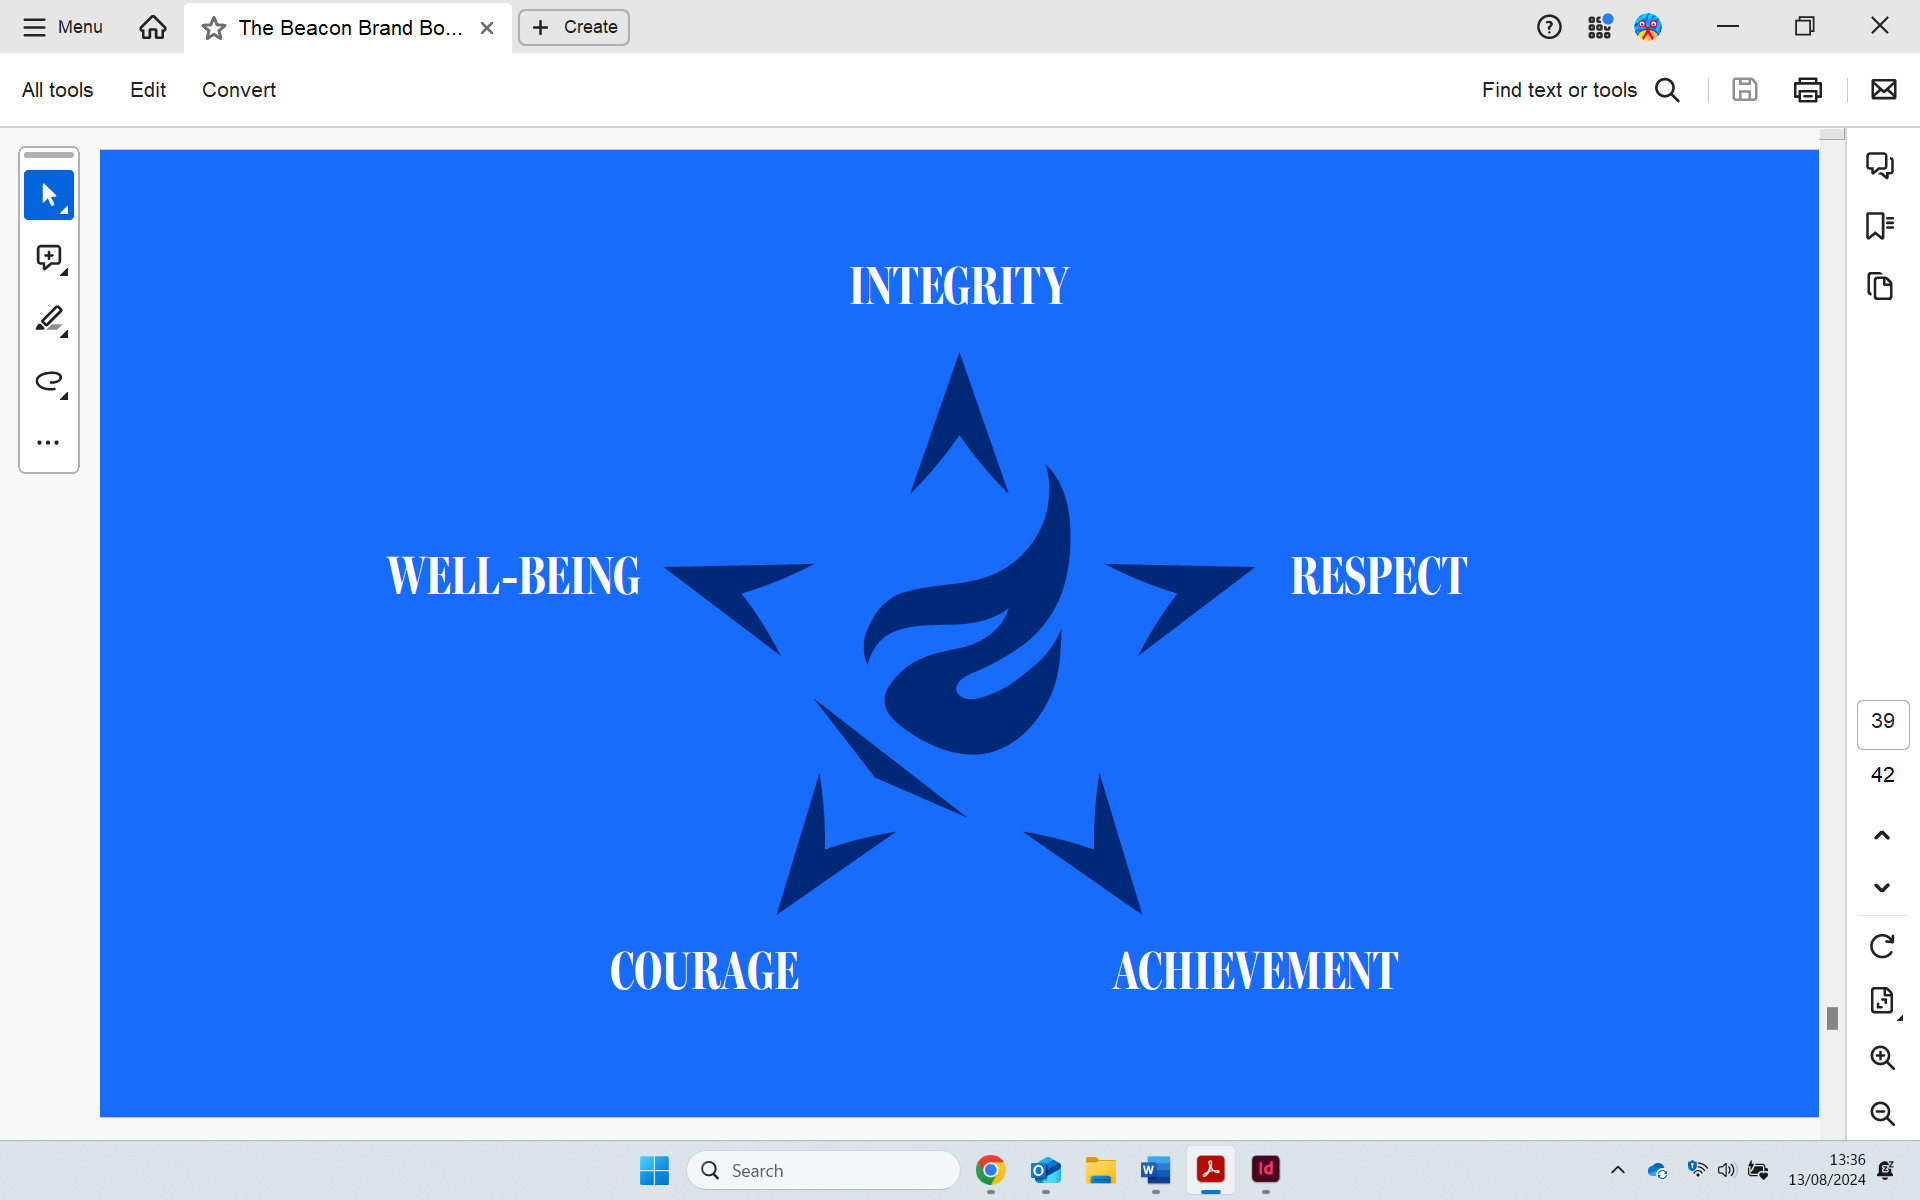 Menu
The Beacon Brand Bo...
Create
All tools
Edit
Convert
Find text or tools
INTEGRITY
WELL-BEING
RESPECT
COURAGE
ACHIEVEMENT
39
42
Search
13:36
13/08/2024